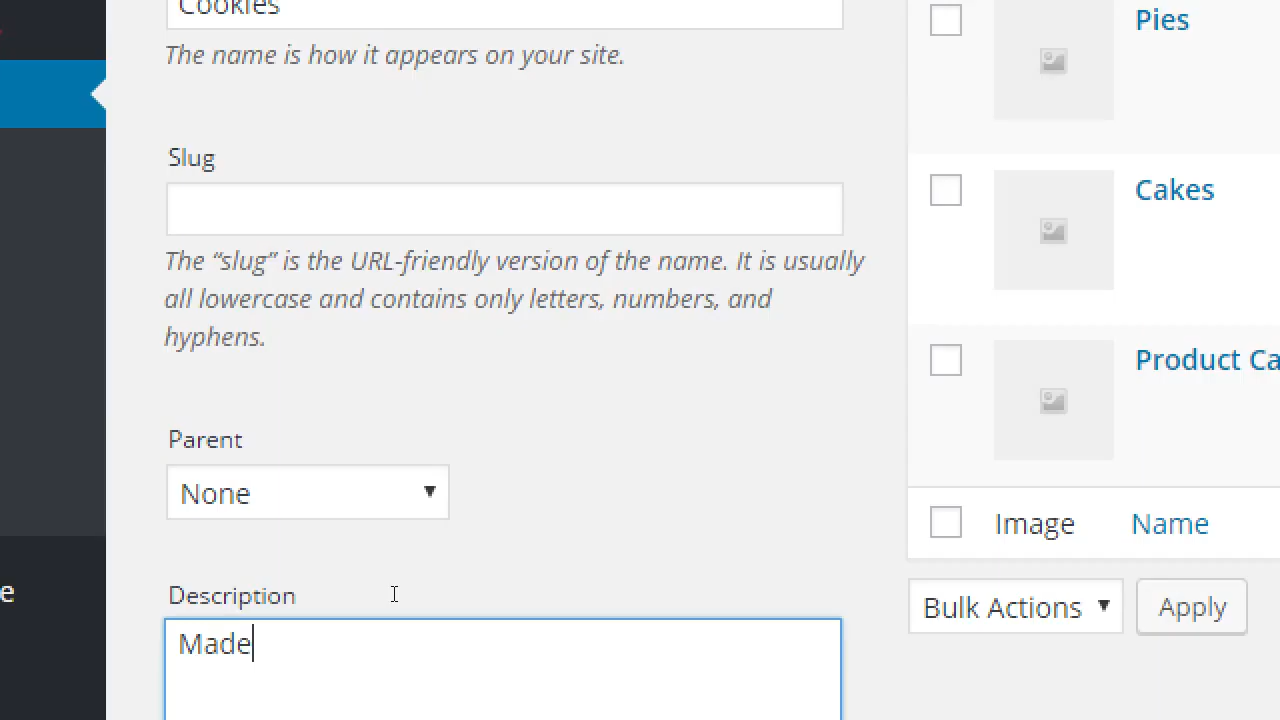 Cookies
The name is how it appears on your site.
Slug
The “slug” is the URL-friendly version of the name. It is usually
all lowercase and contains only letters, numbers, and
hyphens.
Parent
None
Description
Made
Pies
Cakes
Product Ca
Image Name
Bulk Actions Apply
e